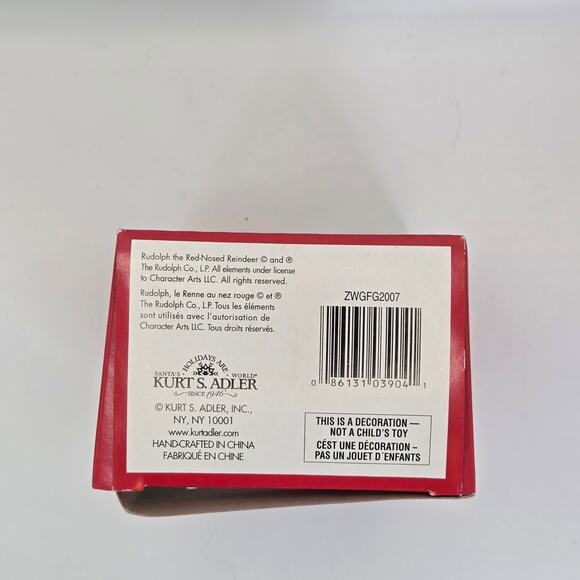 Rudolph the Red-Nosed Reindeer © and ®
The Rudolph Co., L.P. All elements under license
to Character Arts LLC. All rights reserved.
Rudolph, le Renne au nez rouge © et ®
The Rudolph Co., L.P. Tous les éléments
sont utilisés avec l'autorisation de
Character Arts LLC. Tous droits réservés.
HOLIDAYS ARE
SANTA'S WORLD®
KURT S. ADLER
SINCE 1946
© KURT S. ADLER, INC.,
NY, NY 10001
www.kurtadler.com
HAND-CRAFTED IN CHINA
FABRIQUÉ EN CHINE
ZWGFG2007
0 86131 03904 1
THIS IS A DECORATION —
NOT A CHILD'S TOY
CÉST UNE DÉCORATION –
PAS UN JOUET D´ENFANTS